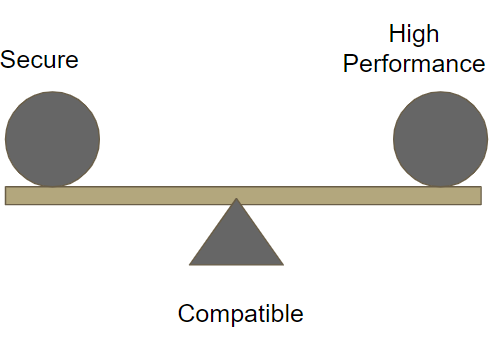 Secure
High
Performance
Compatible